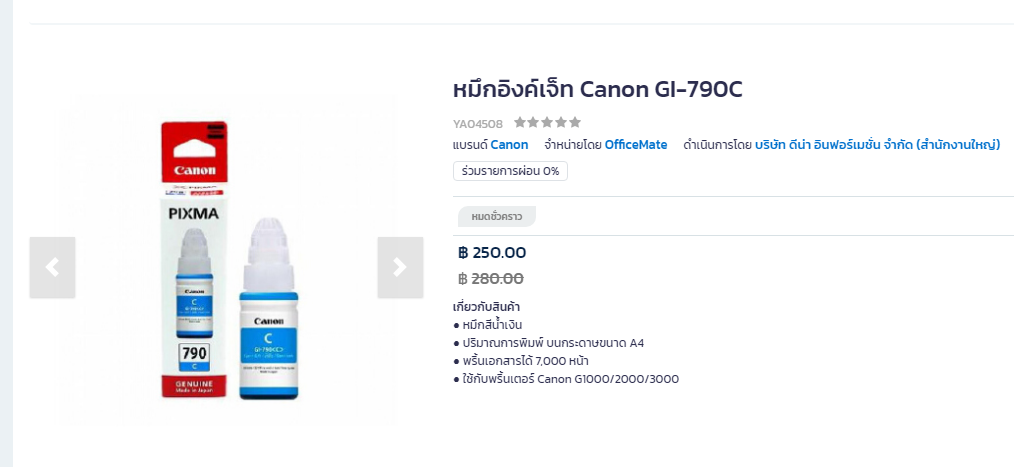 หมึกอิงค์เจ็ท Canon GI-790C
YA04508
แบรนด์ Canon จำหน่ายโดย OfficeMate ดำเนินการโดย บริษัท ดีน่า อินฟอร์เมชั่น จำกัด (สำนักงานใหญ่)
ร่วมรายการผ่อน 0%
หมดชั่วคราว
฿ 250.00
฿ 280.00
เกี่ยวกับสินค้า
● หมึกสีน้ำเงิน
● ปริมาณการพิมพ์ บนกระดาษขนาด A4
● พริ้นเอกสารได้ 7,000 หน้า
● ใช้กับพริ้นเตอร์ Canon G1000/2000/3000
Canon
PIXMA
Canon
C
790
C
GENUINE
Made in Japan
Canon
C